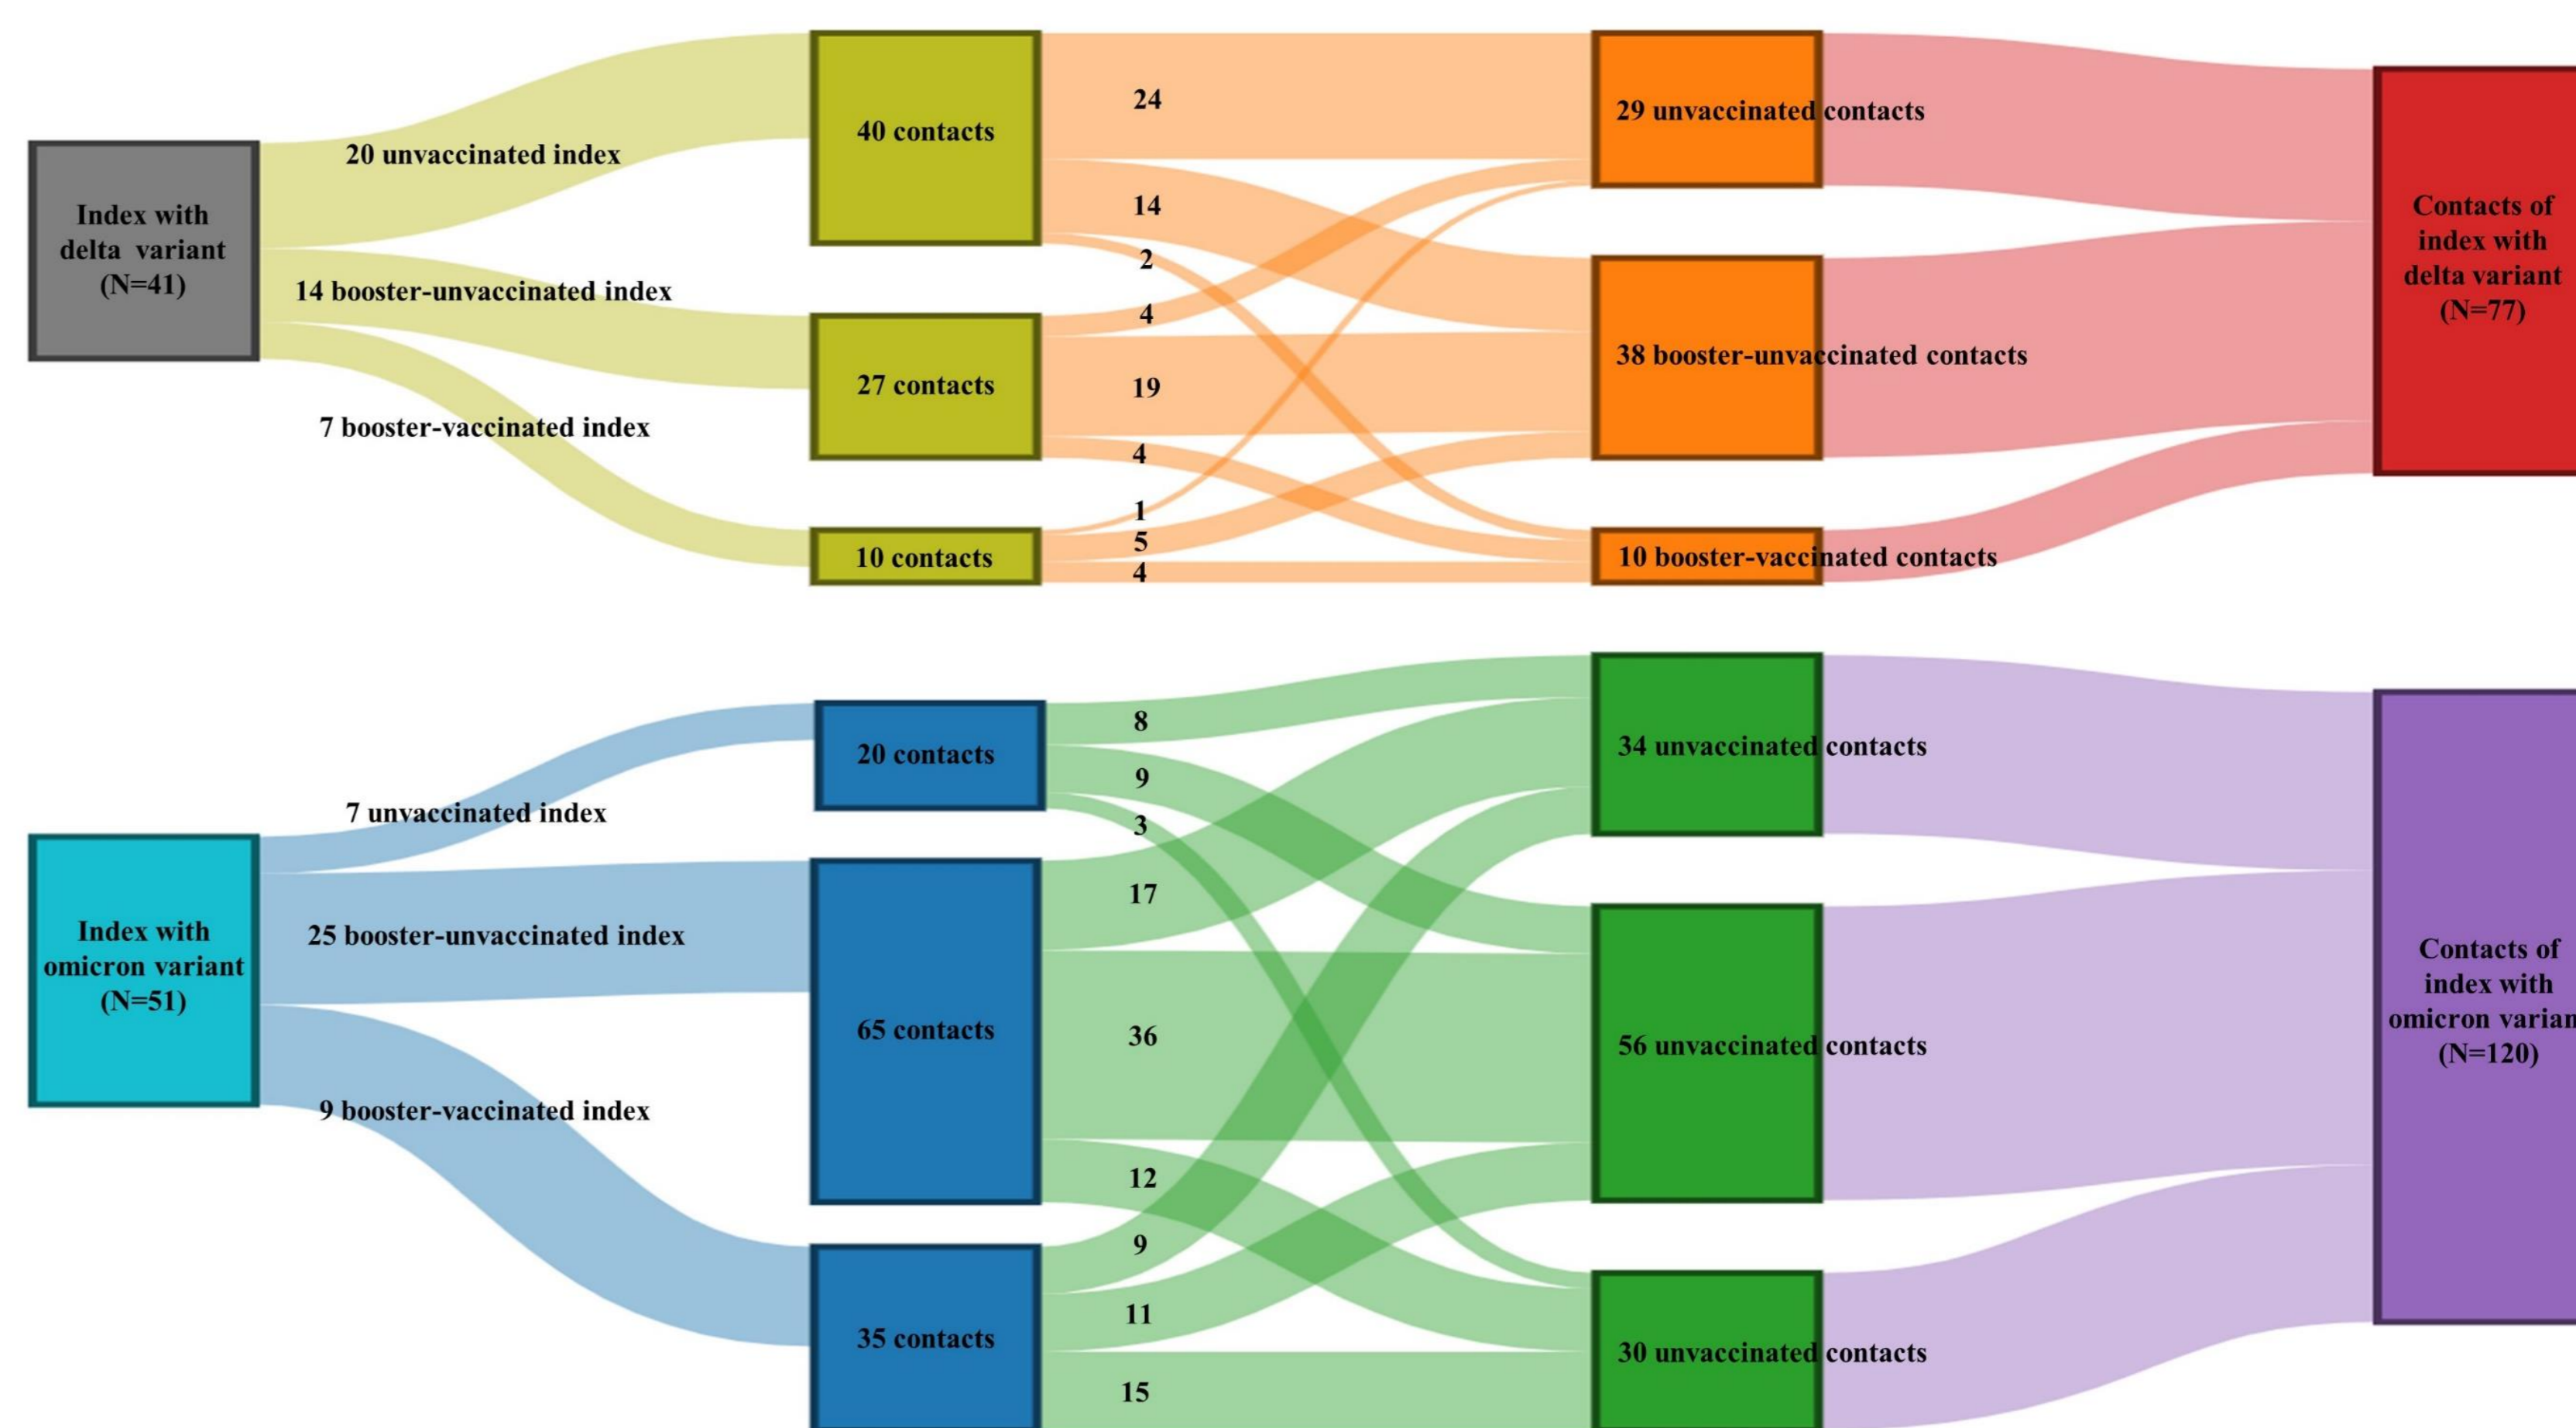 Index with
delta variant
(N=41)
20 unvaccinated index
14 booster-unvaccinated index
7 booster-vaccinated index
40 contacts
27 contacts
10 contacts
24
14
2
4
19
4
1
5
4
29 unvaccinated contacts
38 booster-unvaccinated contacts
10 booster-vaccinated contacts
Contacts of
index with
delta variant
(N=77)
Index with
omicron variant
(N=51)
7 unvaccinated index
25 booster-unvaccinated index
9 booster-vaccinated index
20 contacts
65 contacts
35 contacts
8
9
3
17
36
12
9
11
15
34 unvaccinated contacts
56 unvaccinated contacts
30 unvaccinated contacts
Contacts of
index with
omicron varian
(N=120)